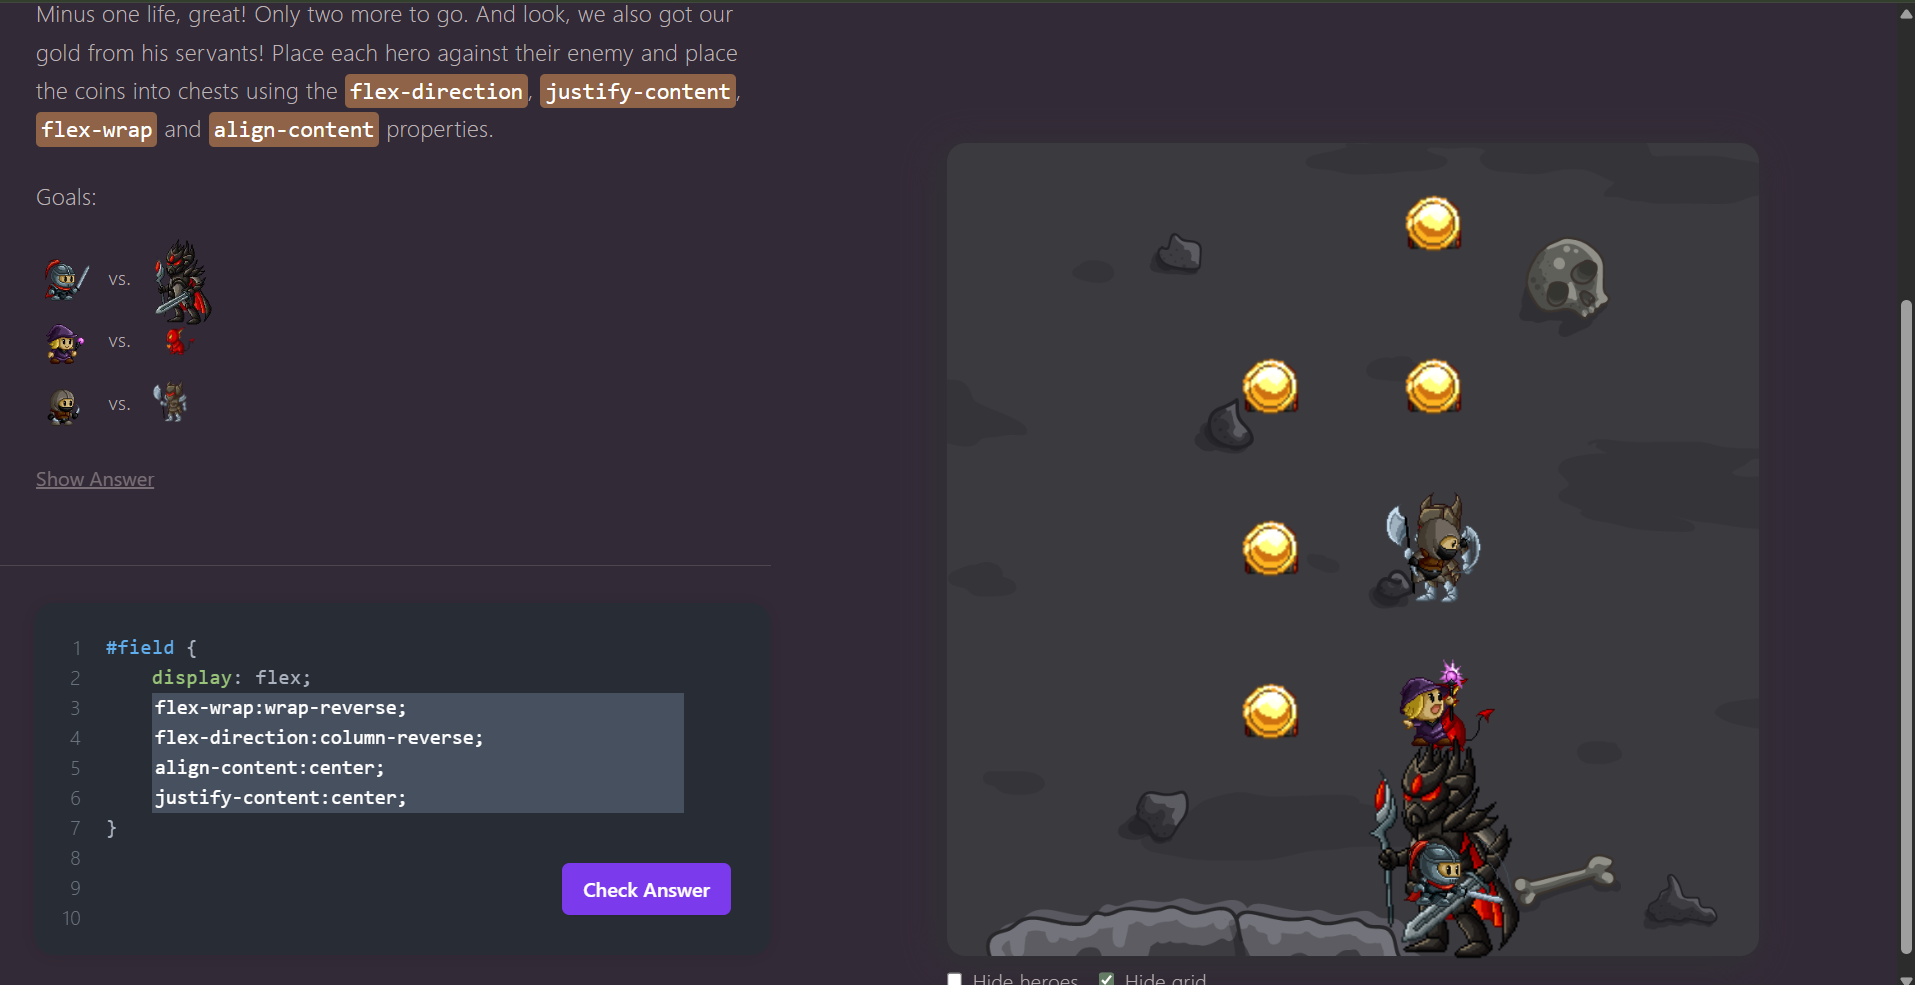 Minus one life, great! Only two more to go. And look, we also got our
gold from his servants! Place each hero against their enemy and place
the coins into chests using the flex-direction, justify-content,
flex-wrap and align-content properties.
Goals:
vs.
vs.
vs.
Show Answer
1 #field {
2 display: flex;
3 flex-wrap:wrap-reverse;
4 flex-direction:column-reverse;
5 align-content:center;
6 justify-content:center;
7 }
8
9
10
Check Answer
Hide heroes Hide grid